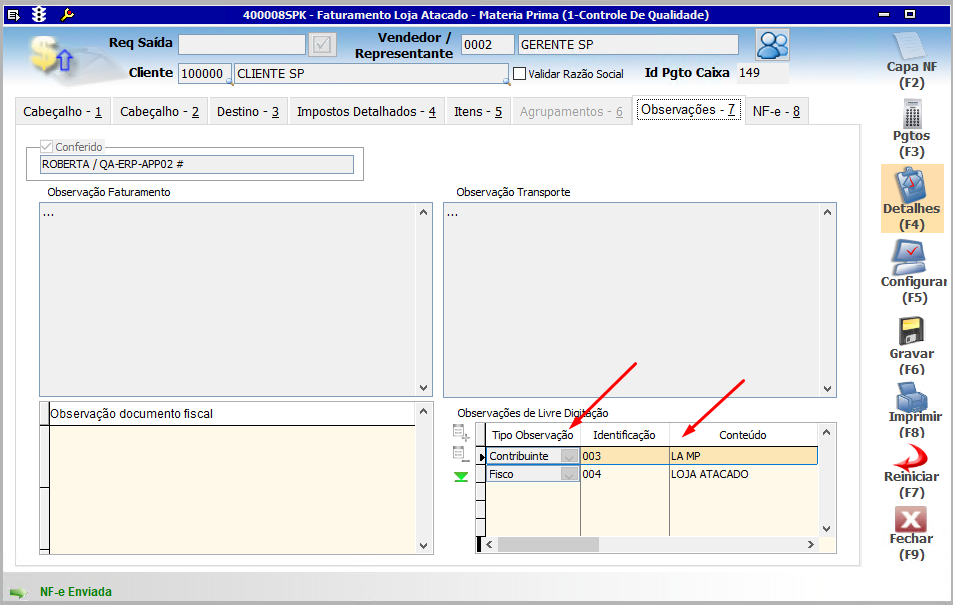 400008SPK - Faturamento Loja Atacado - Materia Prima (1-Controle De Qualidade)
Req Saída
Vendedor / Representante 0002 GERENTE SP
Cliente 100000 CLIENTE SP
Validar Razão Social
Id Pgto Caixa 149
Cabeçalho - 1 Cabeçalho - 2 Destino - 3 Impostos Detalhados - 4 Itens - 5 Agrupamentos - 6 Observações - 7 NF-e - 8
Conferido
ROBERTA / QA-ERP-APP02 #
Observação Faturamento
...
Observação Transporte
...
Observação documento fiscal
Observações de Livre Digitação
Tipo Observação Identificação Conteúdo
Contribuinte 003 LA MP
Fisco 004 LOJA ATACADO
Capa NF
(F2)
Pgtos
(F3)
Detalhes
(F4)
Configurar
(F5)
Gravar
(F6)
Imprimir
(F8)
Reiniciar
(F7)
Fechar
(F9)
NF-e Enviada